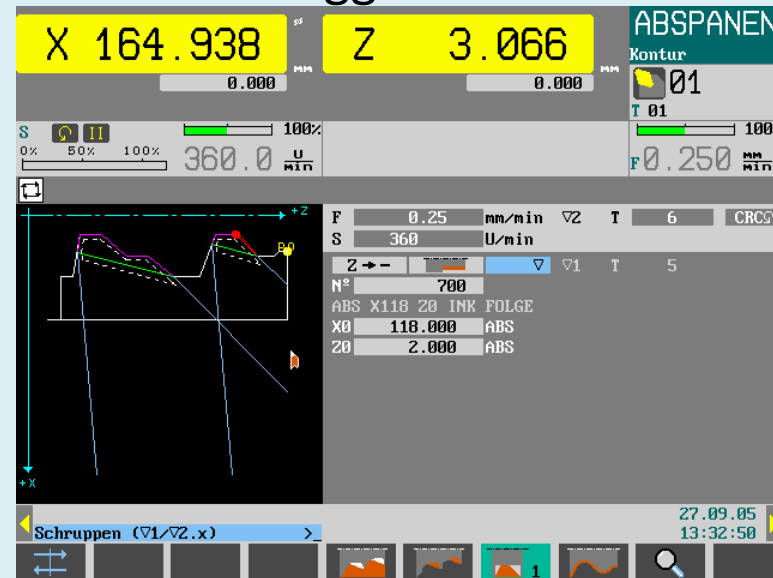 X 164.938 mm
0.000
Z 3.066 mm
0.000
ABSPANEN
Kontur
01
T 01
S 100%
0% 50% 100%
360.0 U/min
100
F 0.250 mm/min
F 0.25 mm/min ▽2 T 6 CRC
S 360 U/min
Z → - ▽ ▽1 T 5
Nº 700
ABS X118 Z0 INK FOLGE
X0 118.000 ABS
Z0 2.000 ABS
+Z
+X
27.09.05
Schruppen (▽1/▽2.x) >_ 13:32:50
1